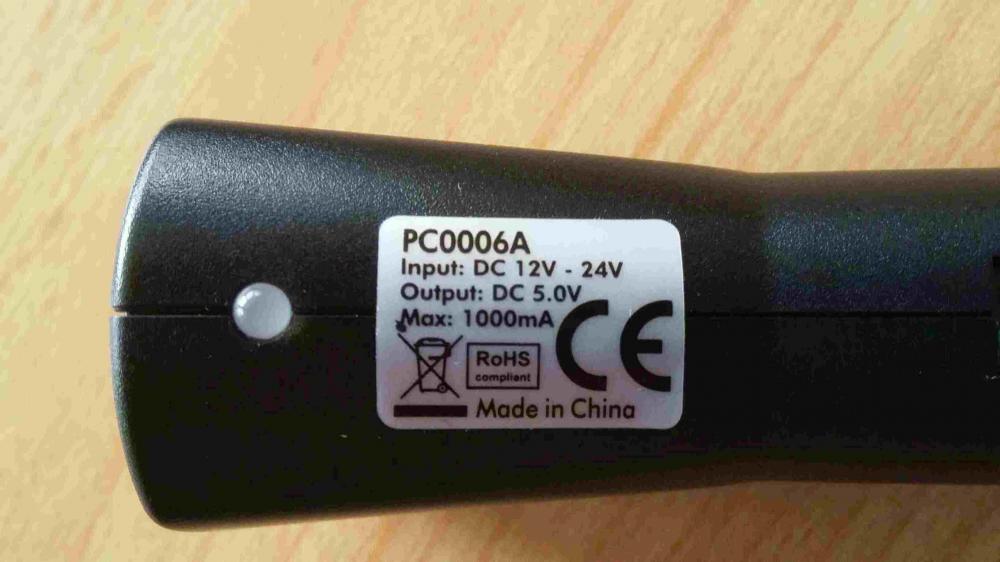 PC0006A
Input: DC 12V - 24V
Output: DC 5.0V
Max: 1000mA
CE
RoHS
compliant
Made in China